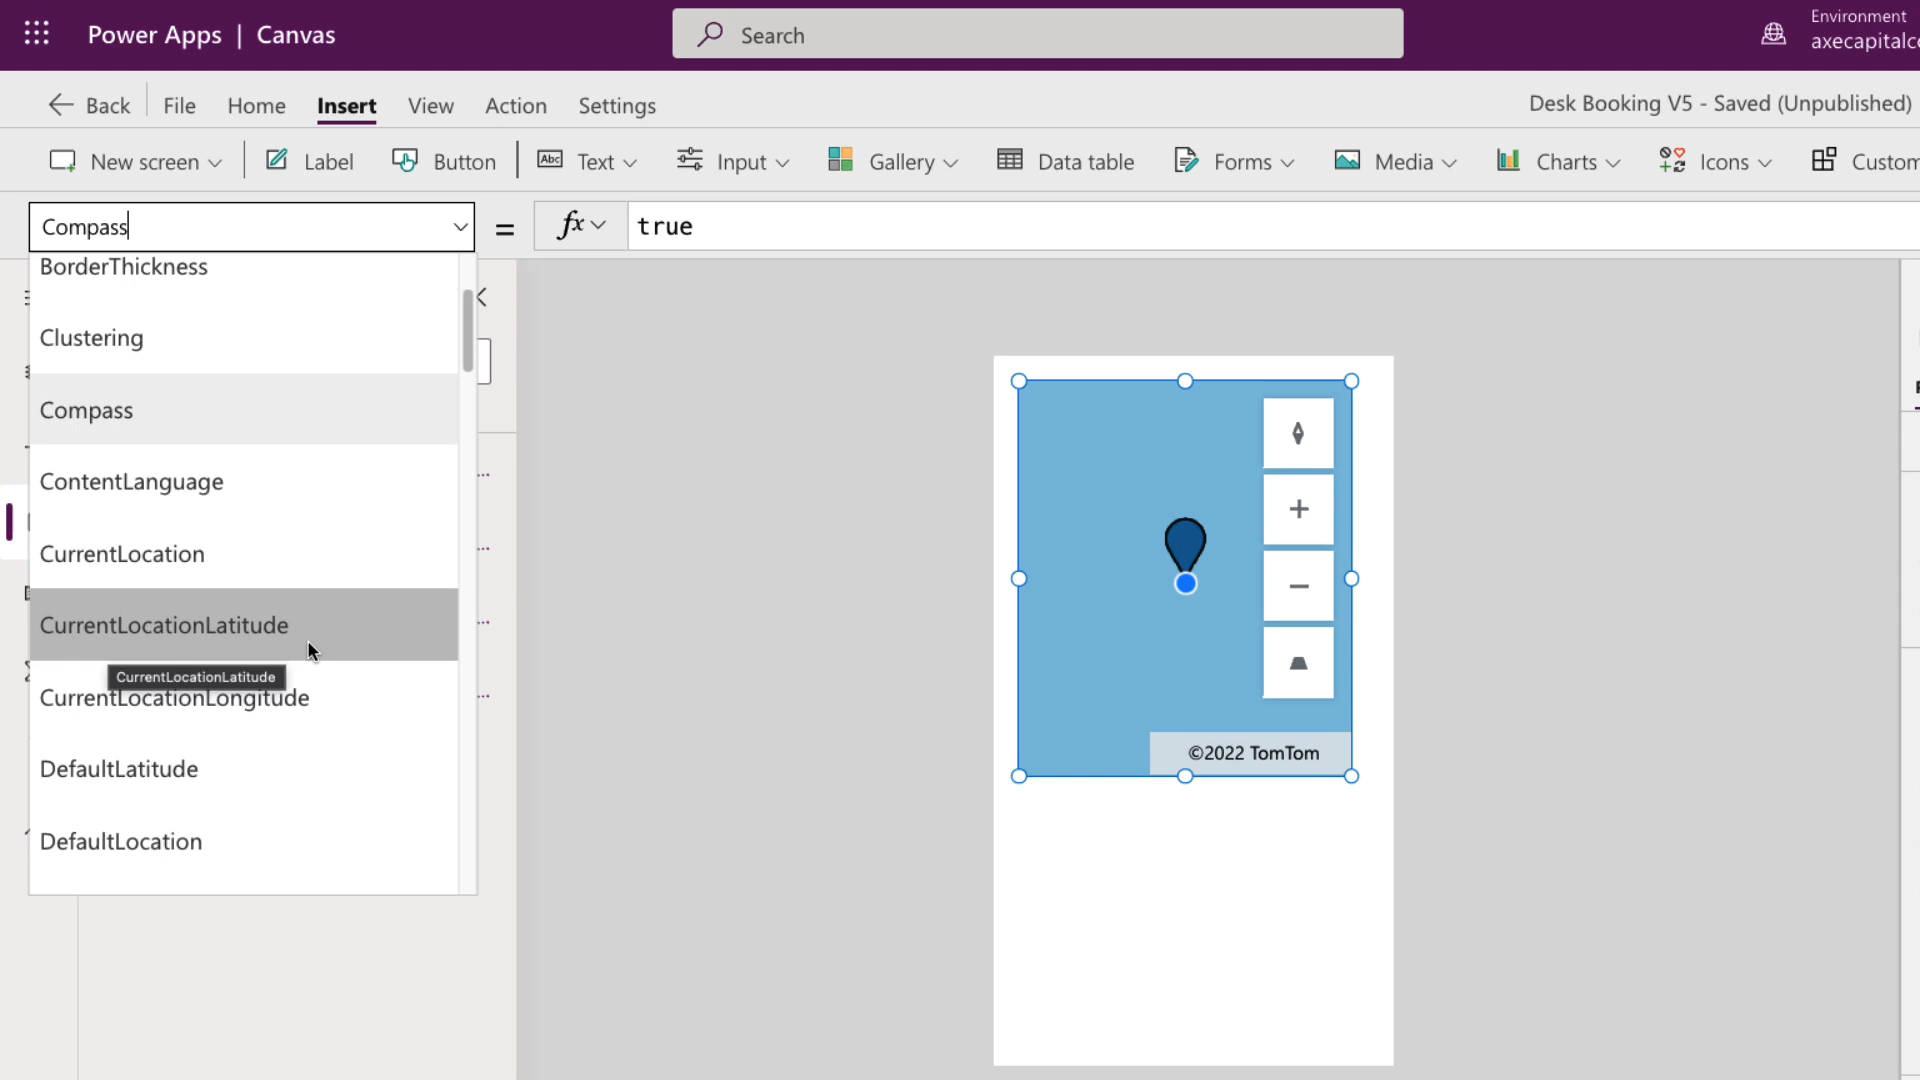 Power Apps | Canvas
Search
Environment
axecapitalco
Back
File
Home
Insert
View
Action
Settings
Desk Booking V5 - Saved (Unpublished)
New screen
Label
Button
Abc
Text
Input
Gallery
Data table
Forms
Media
Charts
Icons
Custom
Compass
=
fx
true
BorderThickness
Clustering
Compass
ContentLanguage
CurrentLocation
CurrentLocationLatitude
CurrentLocationLatitude
CurrentLocationLongitude
DefaultLatitude
DefaultLocation
©2022 TomTom